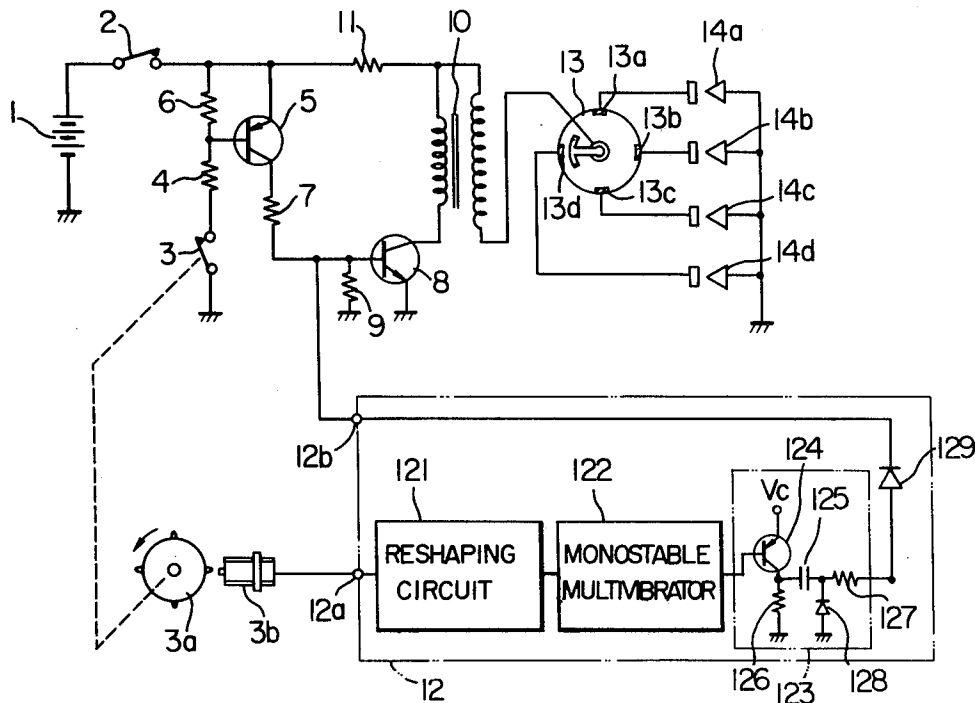 2
11
10
13
13a
14a
1
6
5
14b
13b
4
7
13d
13c
14c
3
8
14d
9
12b
129
121
122
124
Vc
125
RESHAPING
CIRCUIT
MONOSTABLE
MULTIVIBRATOR
3a
3b
12a
127
126
128
12
123